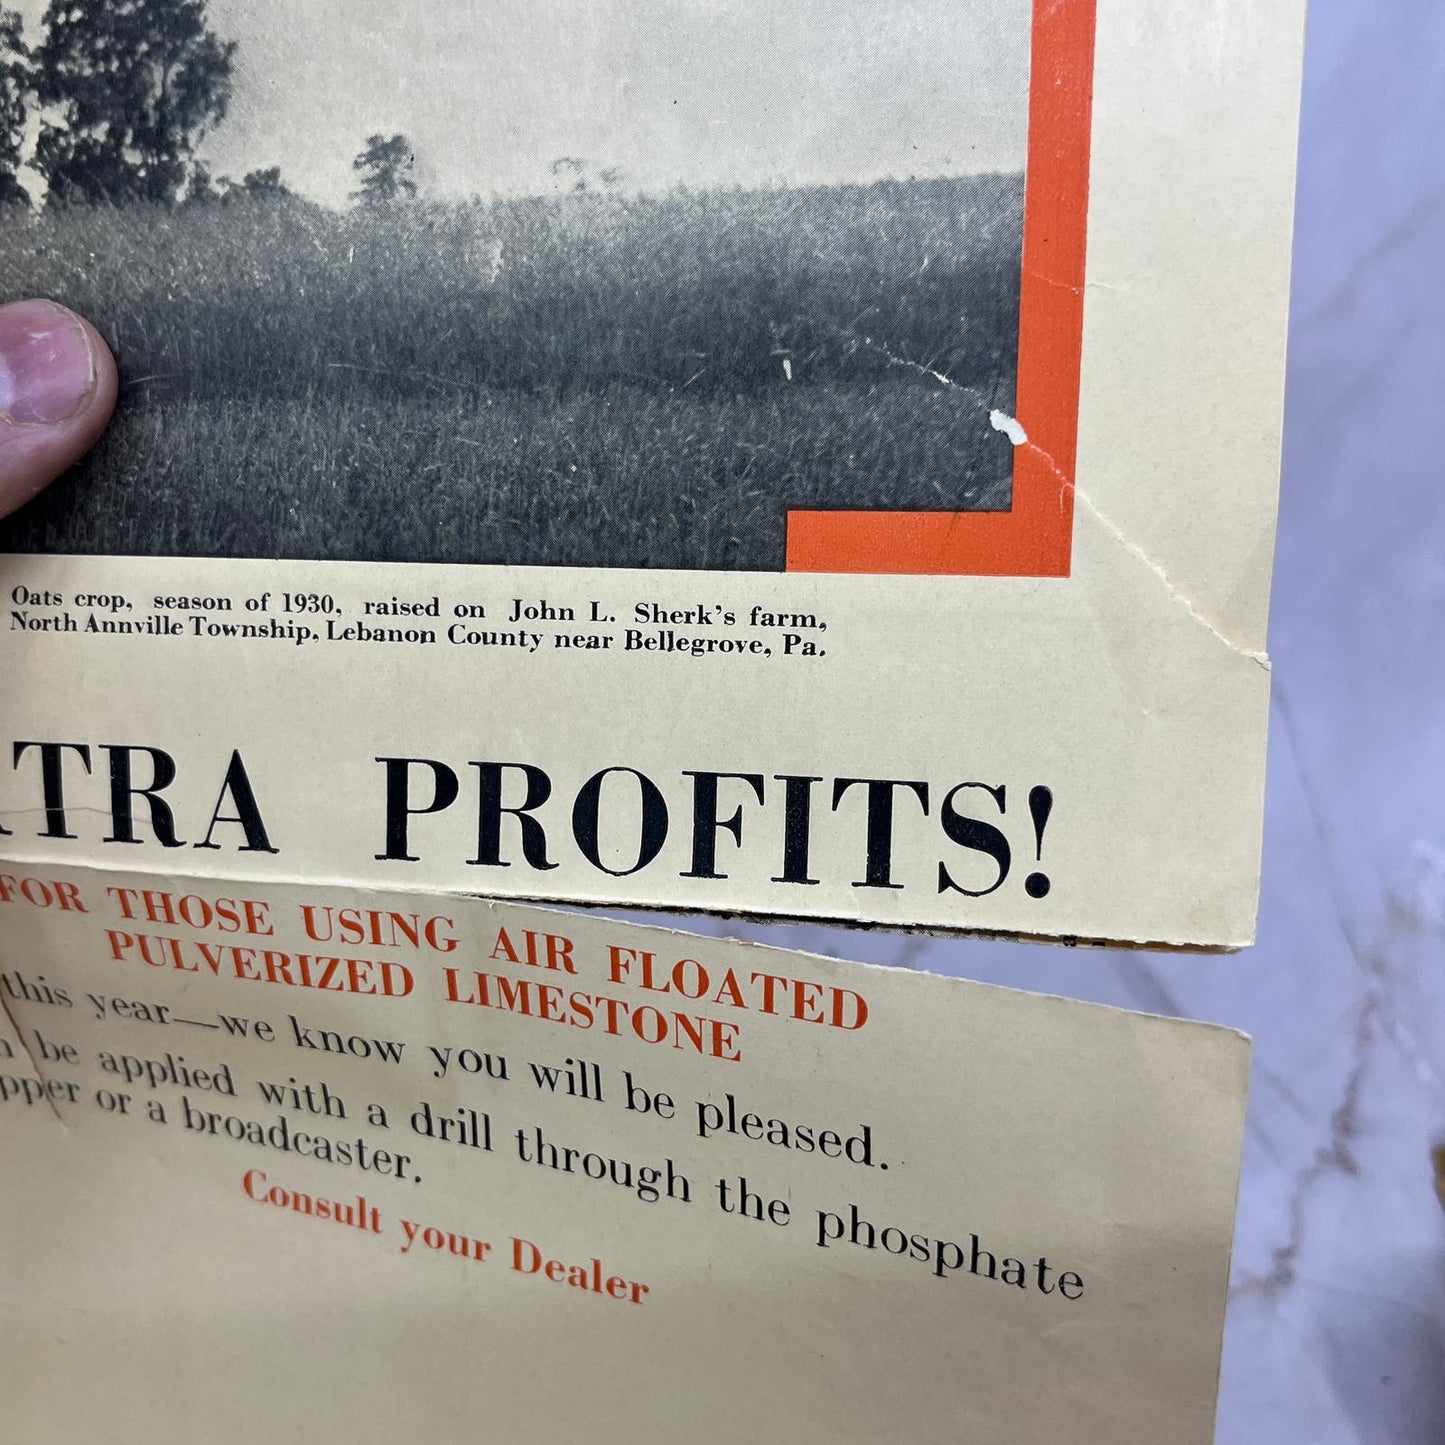 Oats crop, season of 1930, raised on John L. Sherk's farm,
North Annville Township, Lebanon County near Bellegrove, Pa.
TRA PROFITS!
FOR THOSE USING AIR FLOATED
PULVERIZED LIMESTONE
this year—we know you will be pleased.
be applied with a drill through the phosphate
pper or a broadcaster.
Consult your Dealer